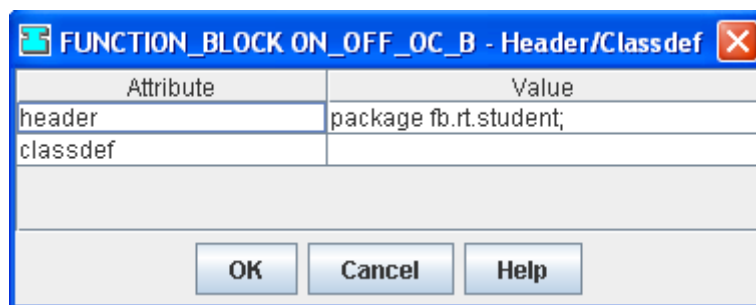 FUNCTION_BLOCK ON_OFF_OC_B - Header/Classdef
Attribute Value
header package fb.rt.student;
classdef
OK Cancel Help